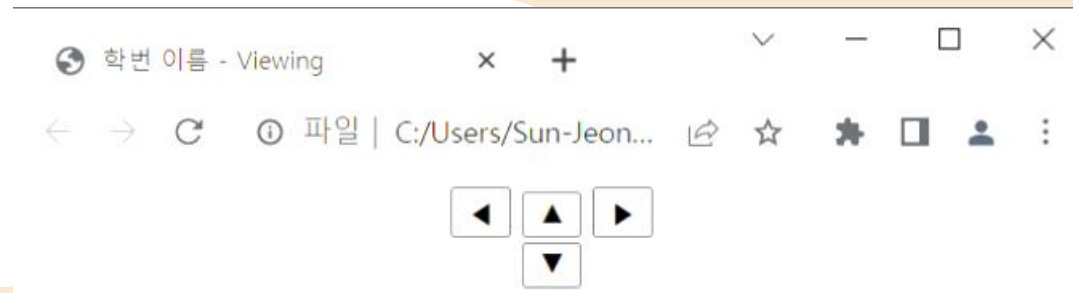 학번 이름 - Viewing
파일 | C:/Users/Sun-Jeon...
◀ ▲ ▶
▼